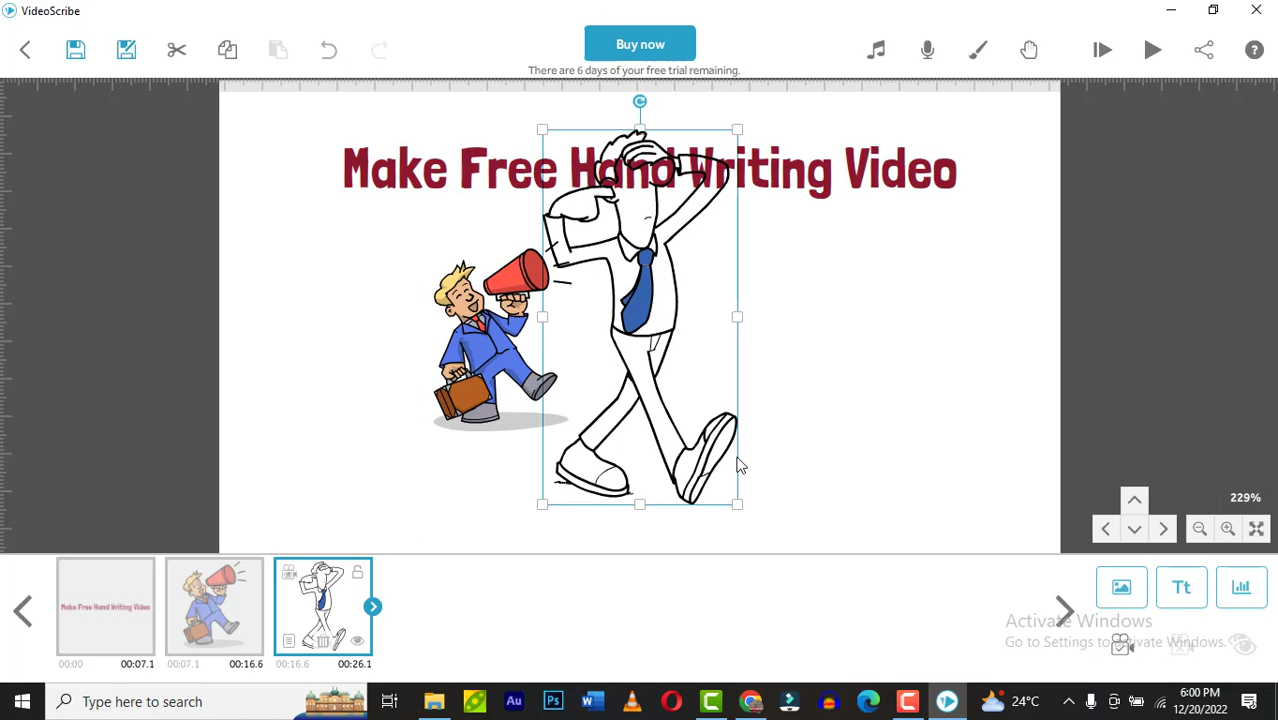 VideoScribe
Buy now
There are 6 days of your free trial remaining.
Make Free Hand Writing Video
229%
Make Free Hand Writing Video
00:00 00:07.1 00:07.1 00:16.6 00:16.6 00:26.1
Tt
Activate Windows
Go to Settings to activate Windows.
Type here to search
Au
Ps
24°C
6:00 PM
12/20/2022